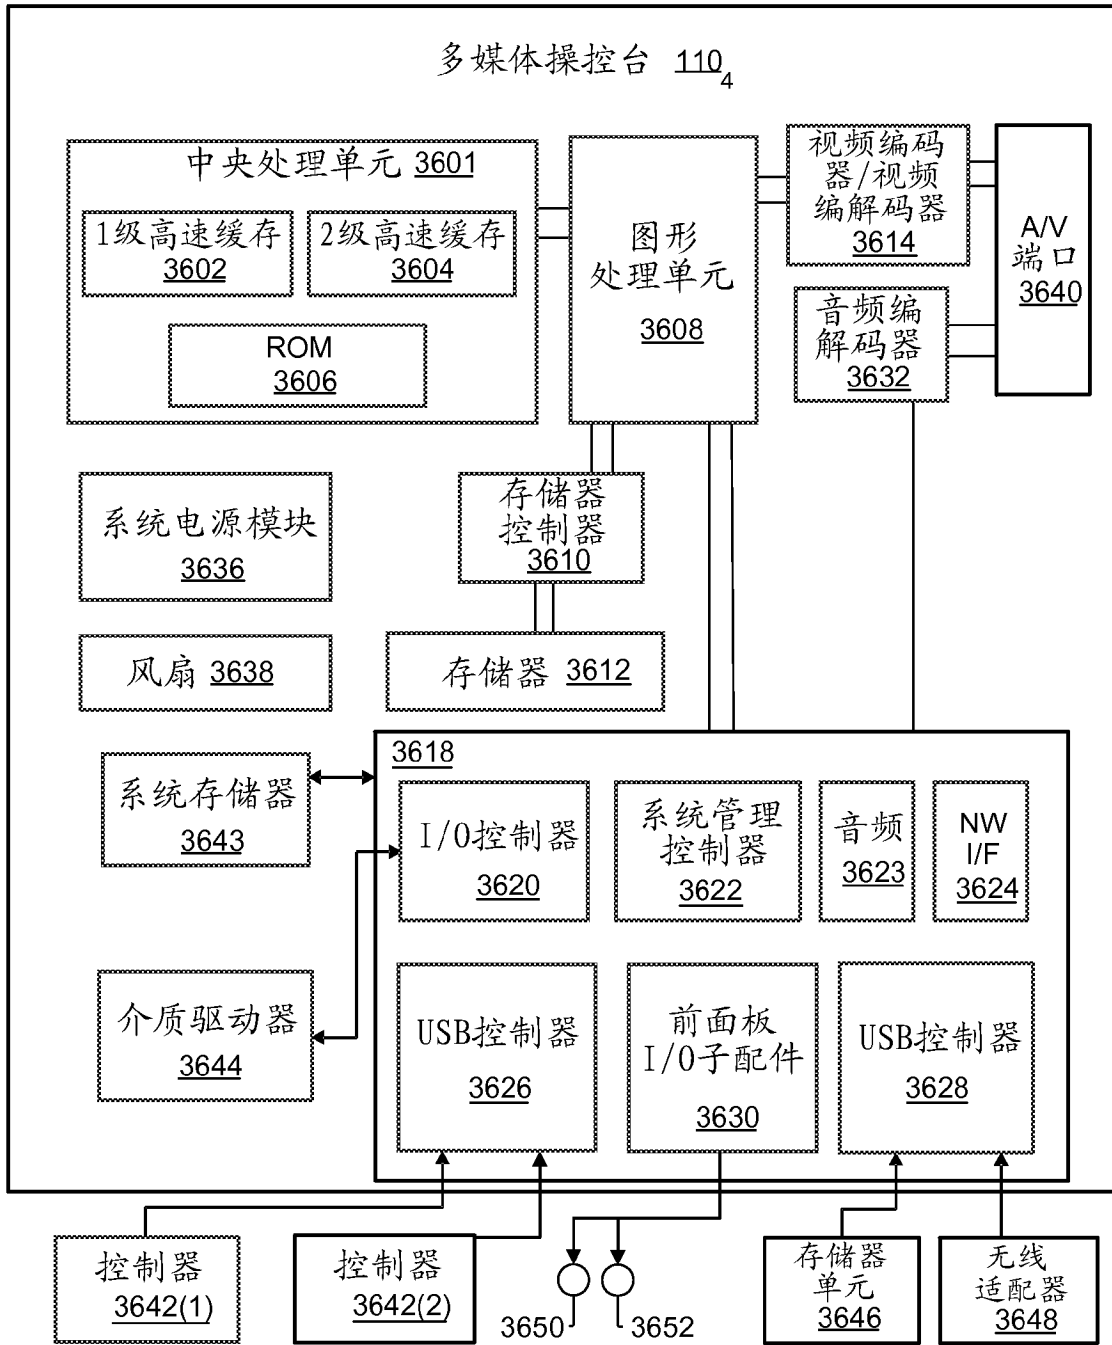 多媒体操控台 110 4
中央处理单元 3601
1级高速缓存
3602
2级高速缓存
3604
ROM
3606
图形
处理单元
3608
视频编码
器/视频
编解码器
3614
音频编
解码器
3632
A/V
端口
3640
系统电源模块
3636
存储器
控制器
3610
风扇 3638
存储器 3612
系统存储器
3643
3618
I/O控制器
3620
系统管理
控制器
3622
音频
3623
NW
I/F
3624
介质驱动器
3644
USB控制器
3626
前面板
I/O子配件
3630
USB控制器
3628
控制器
3642(1)
控制器
3642(2)
3650
3652
存储器
单元
3646
无线
适配器
3648